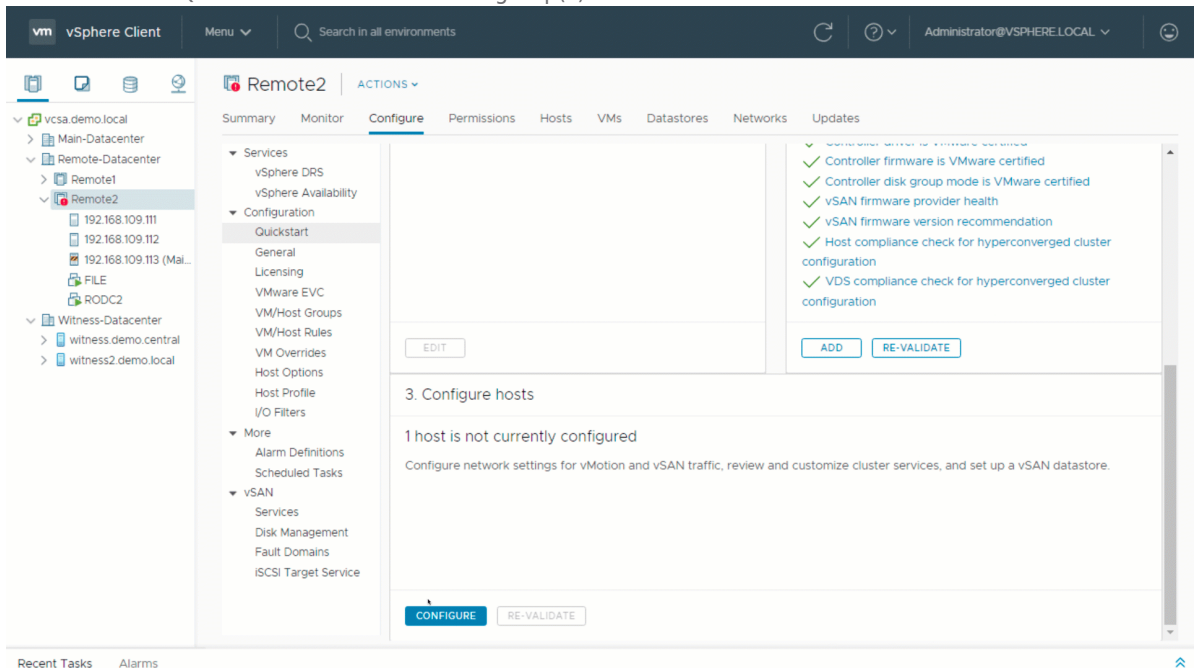 vm vSphere Client Menu Search in all environments Administrator@VSPHERE.LOCAL
Remote2 ACTIONS
Summary Monitor Configure Permissions Hosts VMs Datastores Networks Updates
vcsa.demo.local
Main-Datacenter
Remote-Datacenter
Remote1
Remote2
192.168.109.111
192.168.109.112
192.168.109.113 (Mai...
FILE
RODC2
Witness-Datacenter
witness.demo.central
witness2.demo.local
Services
vSphere DRS
vSphere Availability
Configuration
Quickstart
General
Licensing
VMware EVC
VM/Host Groups
VM/Host Rules
VM Overrides
Host Options
Host Profile
I/O Filters
More
Alarm Definitions
Scheduled Tasks
vSAN
Services
Disk Management
Fault Domains
iSCSI Target Service
EDIT
Controller driver is VMware certified
Controller firmware is VMware certified
Controller disk group mode is VMware certified
vSAN firmware provider health
vSAN firmware version recommendation
Host compliance check for hyperconverged cluster
configuration
VDS compliance check for hyperconverged cluster
configuration
ADD RE-VALIDATE
3. Configure hosts
1 host is not currently configured
Configure network settings for vMotion and vSAN traffic, review and customize cluster services, and set up a vSAN datastore.
CONFIGURE RE-VALIDATE
Recent Tasks Alarms